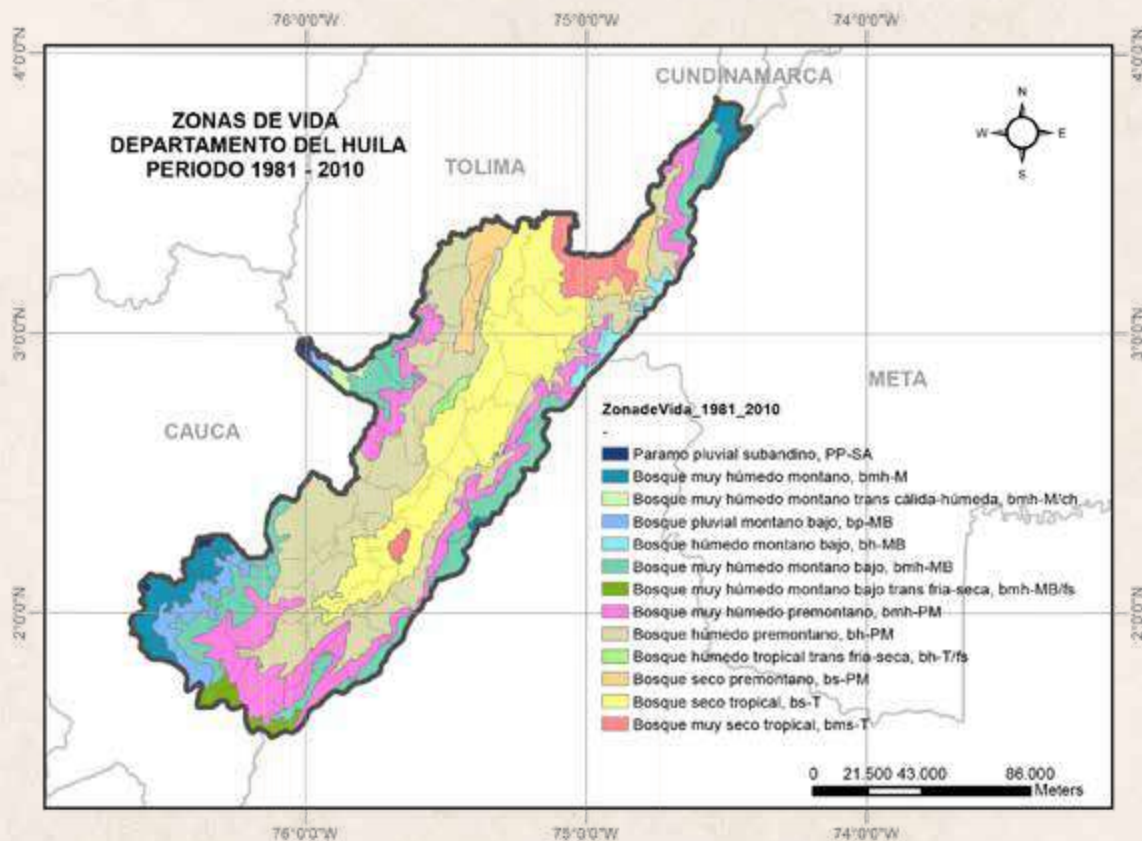 76°0'0"W 75°0'0"W 74°0'0"W
4°0'0"N 4°0'0"N
CUNDINAMARCA
N
W E
S
ZONAS DE VIDA
DEPARTAMENTO DEL HUILA
PERIODO 1981 - 2010
TOLIMA
3°0'0"N 3°0'0"N
META
CAUCA
ZonadeVida_1981_2010
-
Paramo pluvial subandino, PP-SA
Bosque muy húmedo montano, bmh-M
Bosque muy húmedo montano trans cálida-húmeda, bmh-M/ch
Bosque pluvial montano bajo, bp-MB
Bosque húmedo montano bajo, bh-MB
Bosque muy húmedo montano bajo, bmh-MB
Bosque muy húmedo montano bajo trans fria-seca, bmh-MB/fs
Bosque muy húmedo premontano, bmh-PM
Bosque húmedo premontano, bh-PM
Bosque húmedo tropical trans fria-seca, bh-T/fs
Bosque seco premontano, bs-PM
Bosque seco tropical, bs-T
Bosque muy seco tropical, bms-T
2°0'0"N 2°0'0"N
0 21.500 43.000 86.000
Meters
76°0'0"W 75°0'0"W 74°0'0"W